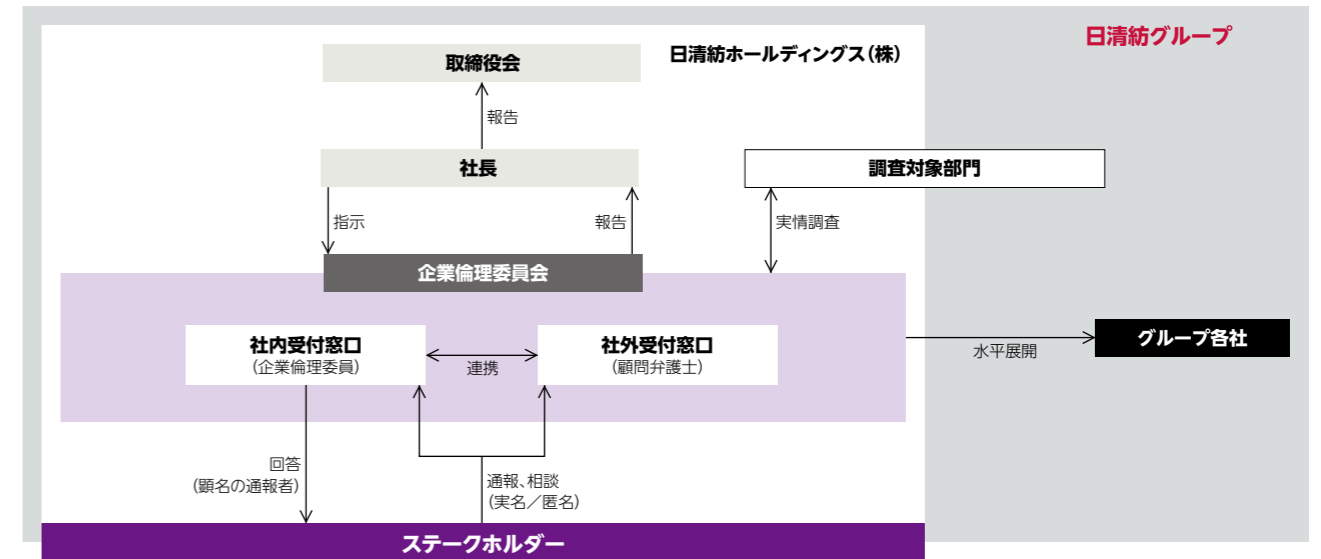 日清紡グループ
日清紡ホールディングス(株)
取締役会
報告
社長
調査対象部門
指示
報告
実情調査
企業倫理委員会
社内受付窓口
(企業倫理委員)
連携
社外受付窓口
(顧問弁護士)
水平展開
グループ各社
回答
(顕名の通報者)
通報、相談
(実名／匿名)
ステークホルダー